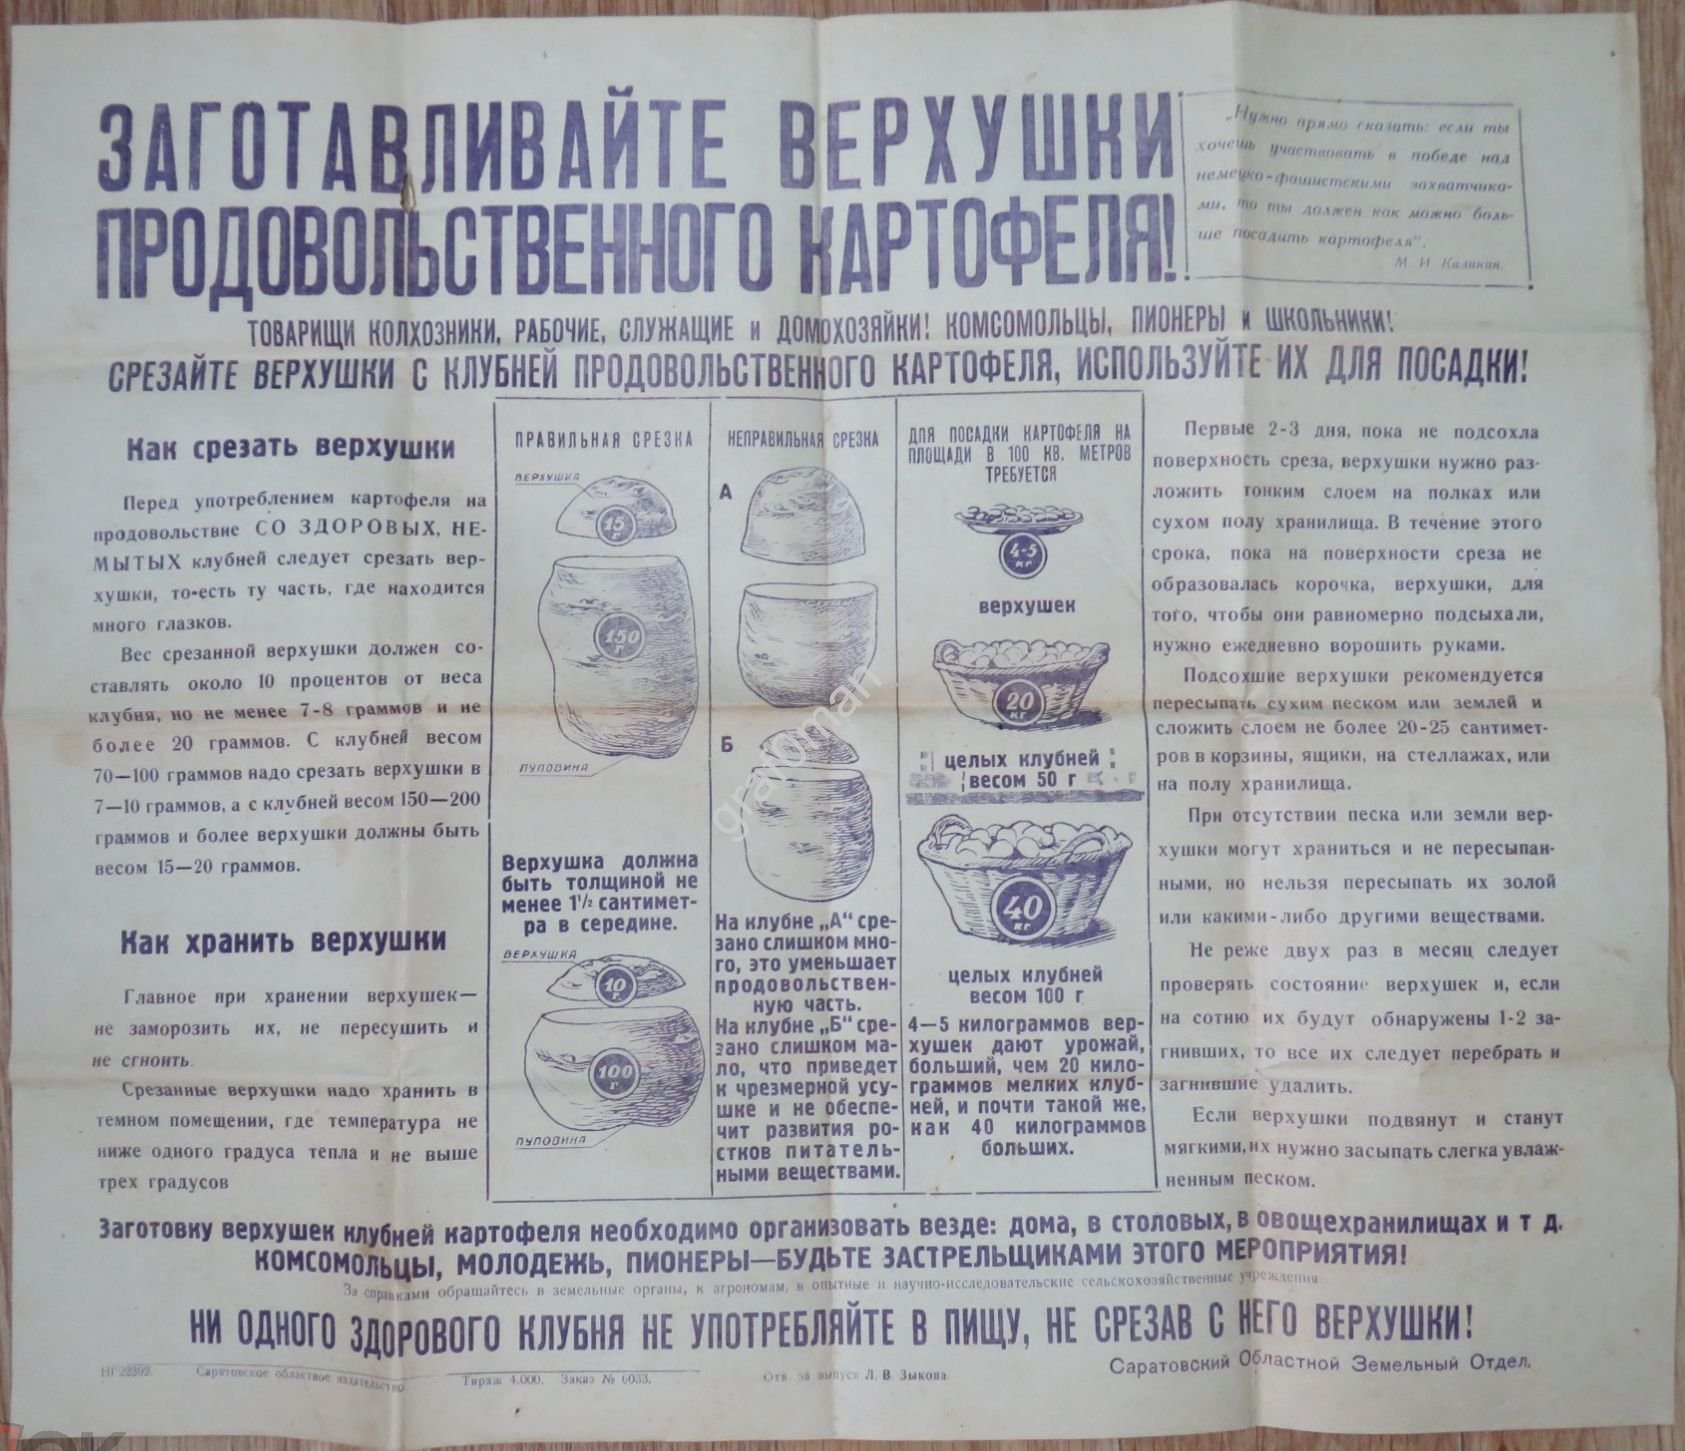 ЗАГОТАВЛИВАЙТЕ ВЕРХУШКИ
ПРОДОВОЛЬСТВЕННОГО КАРТОФЕЛЯ!
„Нужно прямо сказать: если ты
хочешь участвовать в победе над
немецко-фашистскими захватчика-
ми, то ты должен как можно боль-
ше посадить картофеля".
М. И. Калинин.
ТОВАРИЩИ КОЛХОЗНИКИ, РАБОЧИЕ, СЛУЖАЩИЕ и ДОМОХОЗЯЙКИ! КОМСОМОЛЬЦЫ, ПИОНЕРЫ и ШКОЛЬНИКИ!
СРЕЗАЙТЕ ВЕРХУШКИ С КЛУБНЕЙ ПРОДОВОЛЬСТВЕННОГО КАРТОФЕЛЯ, ИСПОЛЬЗУЙТЕ ИХ ДЛЯ ПОСАДКИ!
Как срезать верхушки
Перед употреблением картофеля на
продовольствие СО ЗДОРОВЫХ, НЕ-
МЫТЫХ клубней следует срезать вер-
хушки, то-есть ту часть, где находится
много глазков.
Вес срезанной верхушки должен со-
ставлять около 10 процентов от веса
клубня, но не менее 7-8 граммов и не
более 20 граммов. С клубней весом
70—100 граммов надо срезать верхушки в
7—10 граммов, а с клубней весом 150—200
граммов и более верхушки должны быть
весом 15—20 граммов.
Как хранить верхушки
Главное при хранении верхушек—
не заморозить их, не пересушить и
не сгноить.
Срезанные верхушки надо хранить в
темном помещении, где температура не
ниже одного градуса тепла и не выше
трех градусов
ПРАВИЛЬНАЯ СРЕЗКА
ВЕРХУШКА
15
г
150
г
ПУПОВИНА
Верхушка должна
быть толщиной не
менее 1½ сантимет-
ра в середине.
ВЕРХУШКА
10
г
100
г
ПУПОВИНА
НЕПРАВИЛЬНАЯ СРЕЗКА
А
Б
На клубне „А“ сре-
зано слишком мно-
го, это уменьшает
продовольствен-
ную часть.
На клубне „Б“ сре-
зано слишком ма-
ло, что приведет
к чрезмерной усу-
шке и не обеспе-
чит развития ро-
стков питатель-
ными веществами.
ДЛЯ ПОСАДКИ КАРТОФЕЛЯ НА
ПЛОЩАДИ В 100 КВ. МЕТРОВ
ТРЕБУЕТСЯ
4-5
кг
верхушек
20
кг
целых клубней
весом 50 г
40
кг
целых клубней
весом 100 г
4—5 килограммов вер-
хушек дают урожай,
больший, чем 20 кило-
граммов мелких клуб-
ней, и почти такой же,
как 40 килограммов
больших.
Первые 2-3 дня, пока не подсохла
поверхность среза, верхушки нужно раз-
ложить тонким слоем на полках или
сухом полу хранилища. В течение этого
срока, пока на поверхности среза не
образовалась корочка, верхушки, для
того, чтобы они равномерно подсыхали,
нужно ежедневно ворошить руками.
Подсохшие верхушки рекомендуется
пересыпать сухим песком или землей и
сложить слоем не более 20-25 сантимет-
ров в корзины, ящики, на стеллажах, или
на полу хранилища.
При отсутствии песка или земли вер-
хушки могут храниться и не пересыпан-
ными, но нельзя пересыпать их золой
или какими-либо другими веществами.
Не реже двух раз в месяц следует
проверять состояние верхушек и, если
на сотню их будут обнаружены 1-2 за-
гнивших, то все их следует перебрать и
загнившие удалить.
Если верхушки подвянут и станут
мягкими, их нужно засыпать слегка увлаж-
ненным песком.
Заготовку верхушек клубней картофеля необходимо организовать везде: дома, в столовых, в овощехранилищах и т д.
КОМСОМОЛЬЦЫ, МОЛОДЕЖЬ, ПИОНЕРЫ—БУДЬТЕ ЗАСТРЕЛЬЩИКАМИ ЭТОГО МЕРОПРИЯТИЯ!
За справками обращайтесь в земельные органы, к агрономам, в опытные и научно-исследовательские сельскохозяйственные учреждения
НИ ОДНОГО ЗДОРОВОГО КЛУБНЯ НЕ УПОТРЕБЛЯЙТЕ В ПИЩУ, НЕ СРЕЗАВ С НЕГО ВЕРХУШКИ!
Саратовский Областной Земельный Отдел.
НГ22392. Саратовское областное издательство Тираж 4.000. Заказ № 6033. Отв. за выпуск Л. В. Зыкова.
gratoman